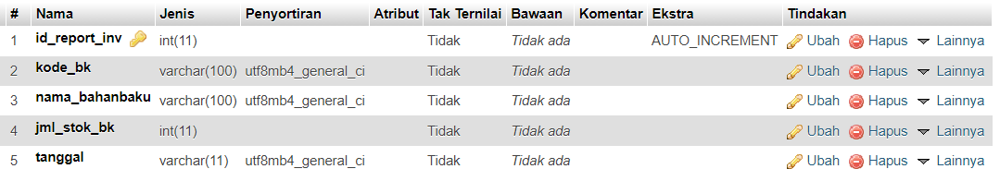 # Nama Jenis Penyortiran Atribut Tak Ternilai Bawaan Komentar Ekstra Tindakan
1 id_report_inv int(11) Tidak Tidak ada AUTO_INCREMENT Ubah Hapus Lainnya
2 kode_bk varchar(100) utf8mb4_general_ci Tidak Tidak ada Ubah Hapus Lainnya
3 nama_bahanbaku varchar(100) utf8mb4_general_ci Tidak Tidak ada Ubah Hapus Lainnya
4 jml_stok_bk int(11) Tidak Tidak ada Ubah Hapus Lainnya
5 tanggal varchar(11) utf8mb4_general_ci Tidak Tidak ada Ubah Hapus Lainnya